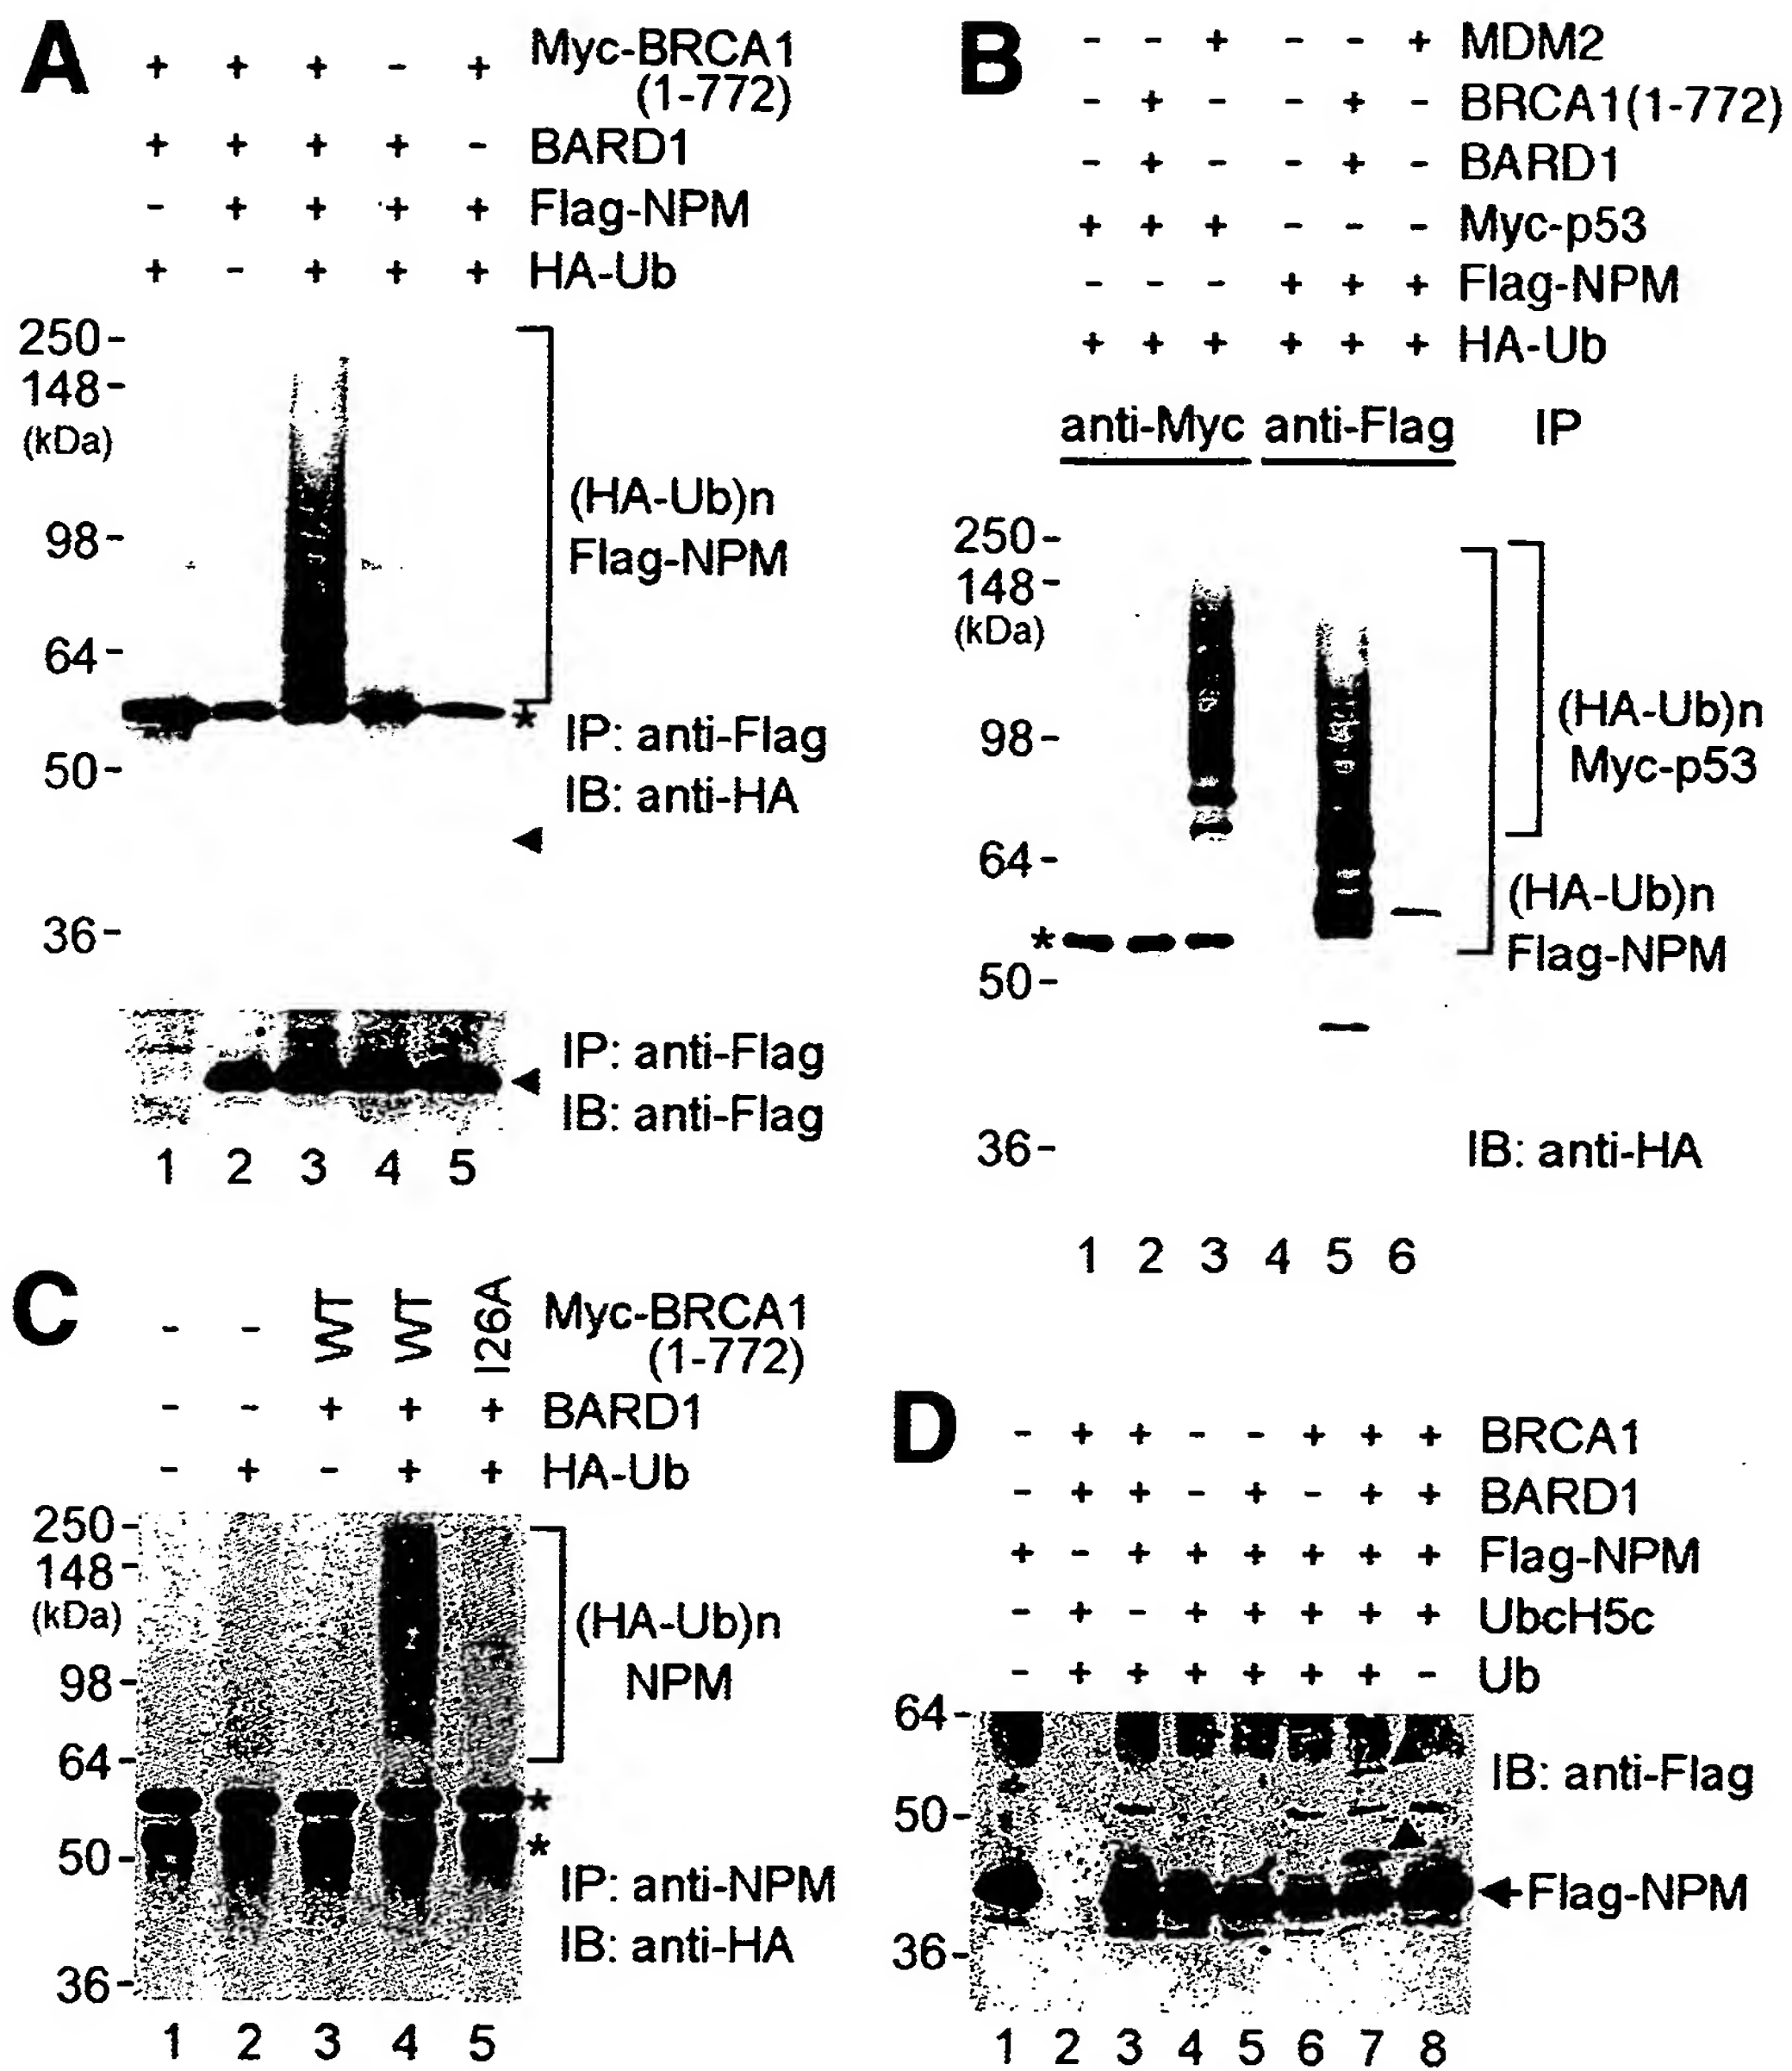 A
+ + + - + Myc-BRCA1
(1-772)
+ + + + - BARD1
- + + + + Flag-NPM
+ - + + + HA-Ub
250-
148-
(kDa)
98-
64-
50-
36-
(HA-Ub)n
Flag-NPM
*
IP: anti-Flag
IB: anti-HA
IP: anti-Flag
IB: anti-Flag
1 2 3 4 5
B
- - + - - + MDM2
- + - - + - BRCA1(1-772)
- + - - + - BARD1
+ + + - - - Myc-p53
- - - + + + Flag-NPM
+ + + + + + HA-Ub
anti-Myc anti-Flag IP
250-
148-
(kDa)
98-
64-
*
50-
36-
(HA-Ub)n
Myc-p53
(HA-Ub)n
Flag-NPM
IB: anti-HA
1 2 3 4 5 6
C
- - WT WT I26A Myc-BRCA1
(1-772)
- - + + + BARD1
- + - + + HA-Ub
250-
148-
(kDa)
98-
64-
50-
36-
(HA-Ub)n
NPM
*
*
IP: anti-NPM
IB: anti-HA
1 2 3 4 5
D
- + + - - + + + BRCA1
- + + - + - + + BARD1
+ - + + + + + + Flag-NPM
- + - + + + + + UbcH5c
- + + + + + + - Ub
64-
50-
36-
IB: anti-Flag
Flag-NPM
1 2 3 4 5 6 7 8